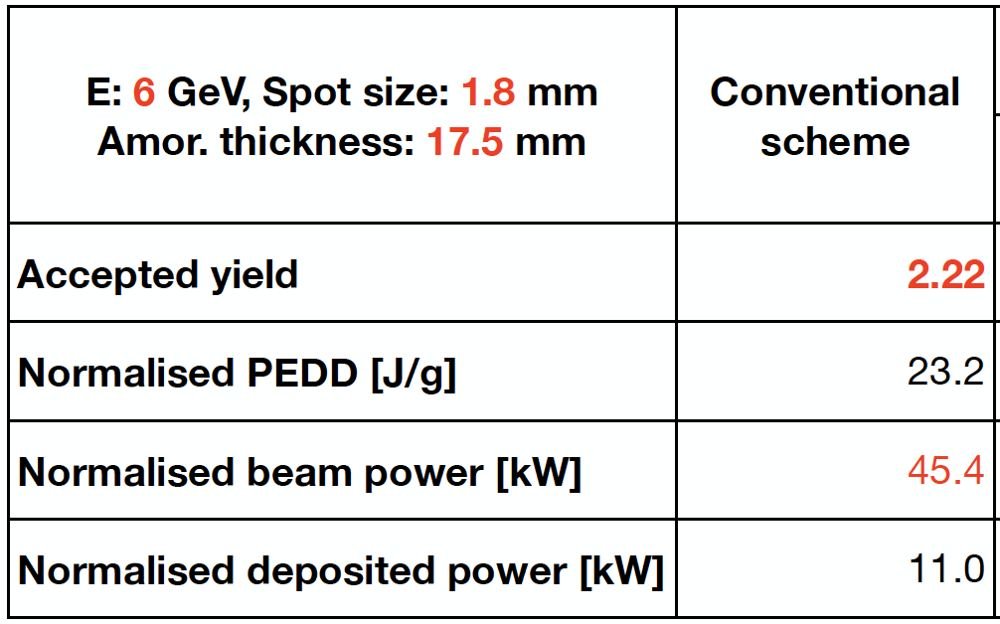 E: 6 GeV, Spot size: 1.8 mm
Amor. thickness: 17.5 mm
Conventional
scheme
Accepted yield
2.22
Normalised PEDD [J/g]
23.2
Normalised beam power [kW]
45.4
Normalised deposited power [kW]
11.0